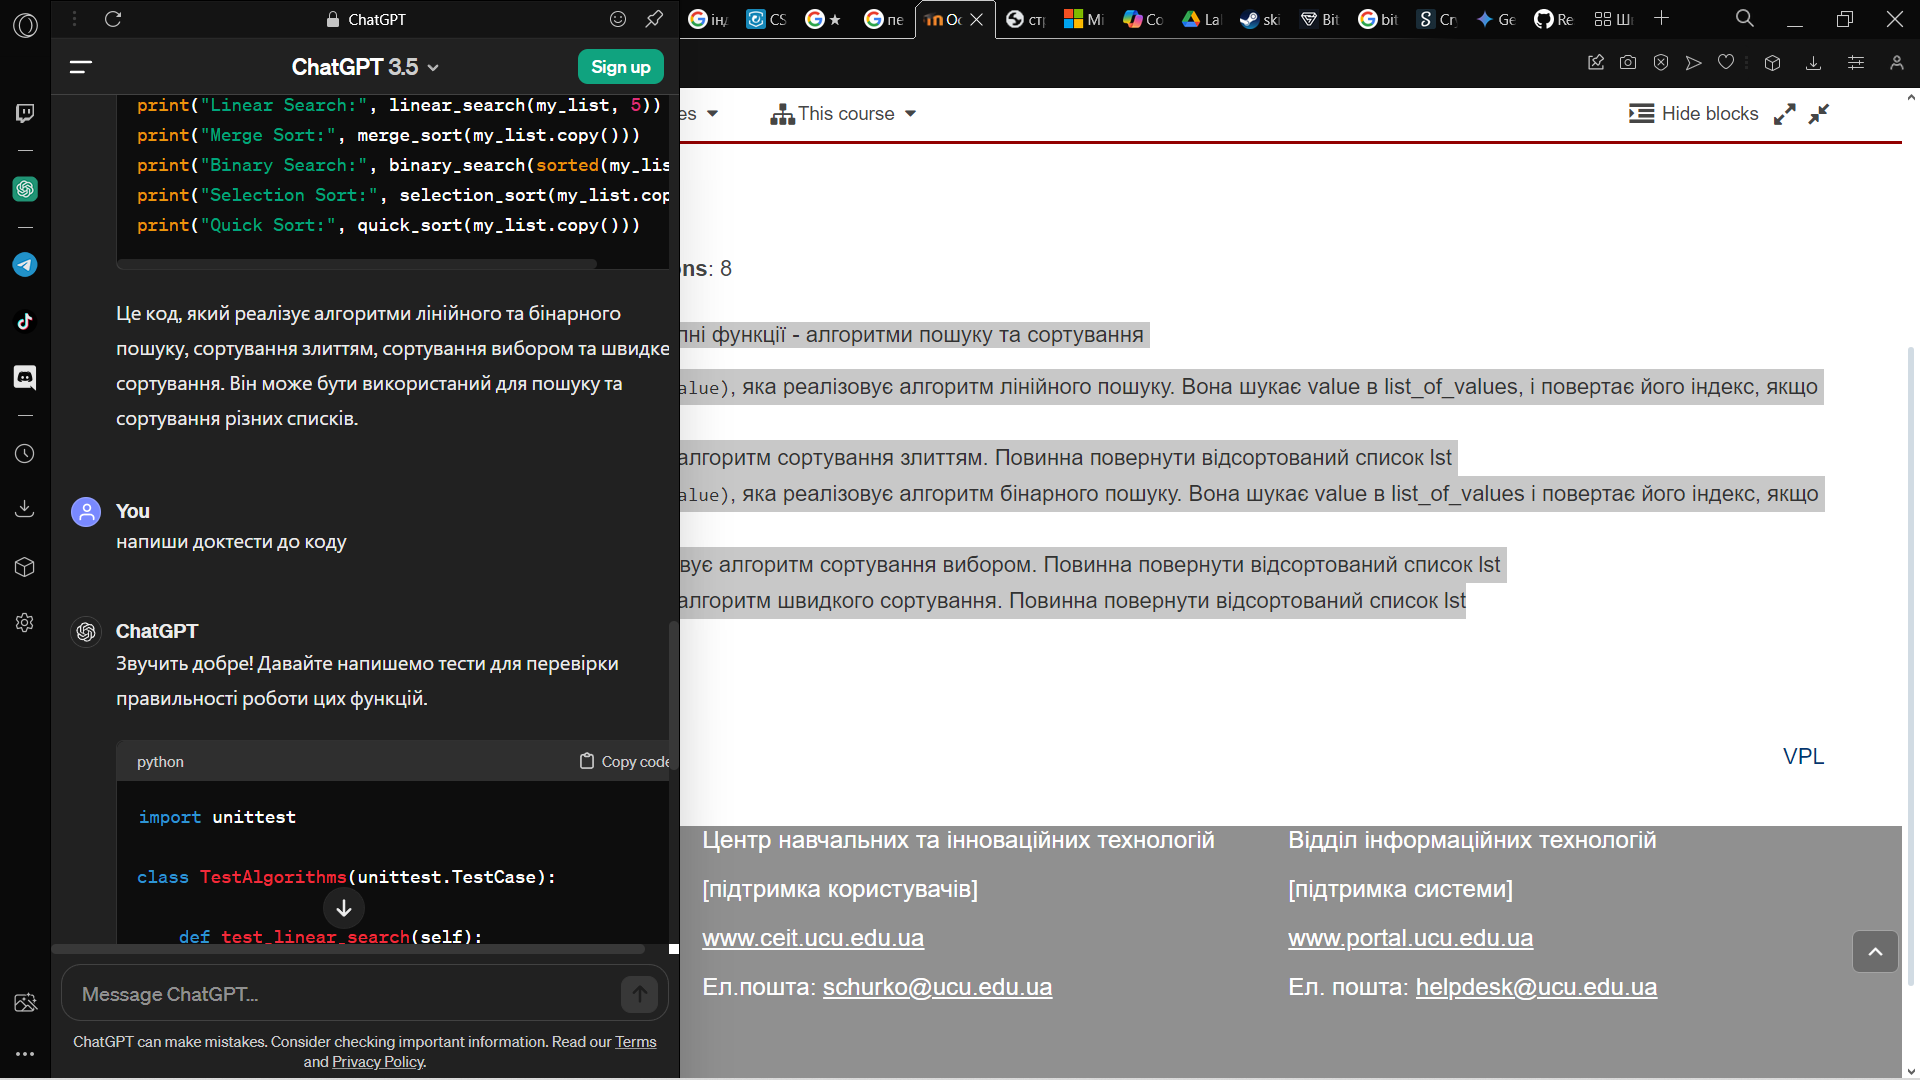 ChatGPT
інд
CS
пе
Ос
стр
Mi
Co
La
ski
Bit
bit
Cry
Ge
Re
Шт
ChatGPT 3.5
Sign up
print("Linear Search:", linear_search(my_list, 5))
print("Merge Sort:", merge_sort(my_list.copy()))
print("Binary Search:", binary_search(sorted(my_lis
print("Selection Sort:", selection_sort(my_list.cop
print("Quick Sort:", quick_sort(my_list.copy()))
Це код, який реалізує алгоритми лінійного та бінарного
пошуку, сортування злиттям, сортування вибором та швидке
сортування. Він може бути використаний для пошуку та
сортування різних списків.
You
напиши доктести до коду
ChatGPT
Звучить добре! Давайте напишемо тести для перевірки
правильності роботи цих функцій.
python
Copy code
import unittest
class TestAlgorithms(unittest.TestCase):
def test_linear_search(self):
Message ChatGPT...
ChatGPT can make mistakes. Consider checking important information. Read our Terms
and Privacy Policy.
es
This course
Hide blocks
ons: 8
пні функції - алгоритми пошуку та сортування
alue), яка реалізовує алгоритм лінійного пошуку. Вона шукає value в list_of_values, і повертає його індекс, якщо
алгоритм сортування злиттям. Повинна повернути відсортований список lst
alue), яка реалізовує алгоритм бінарного пошуку. Вона шукає value в list_of_values і повертає його індекс, якщо
вує алгоритм сортування вибором. Повинна повернути відсортований список lst
алгоритм швидкого сортування. Повинна повернути відсортований список lst
VPL
Центр навчальних та інноваційних технологій
[підтримка користувачів]
www.ceit.ucu.edu.ua
Ел.пошта: schurko@ucu.edu.ua
Відділ інформаційних технологій
[підтримка системи]
www.portal.ucu.edu.ua
Ел. пошта: helpdesk@ucu.edu.ua